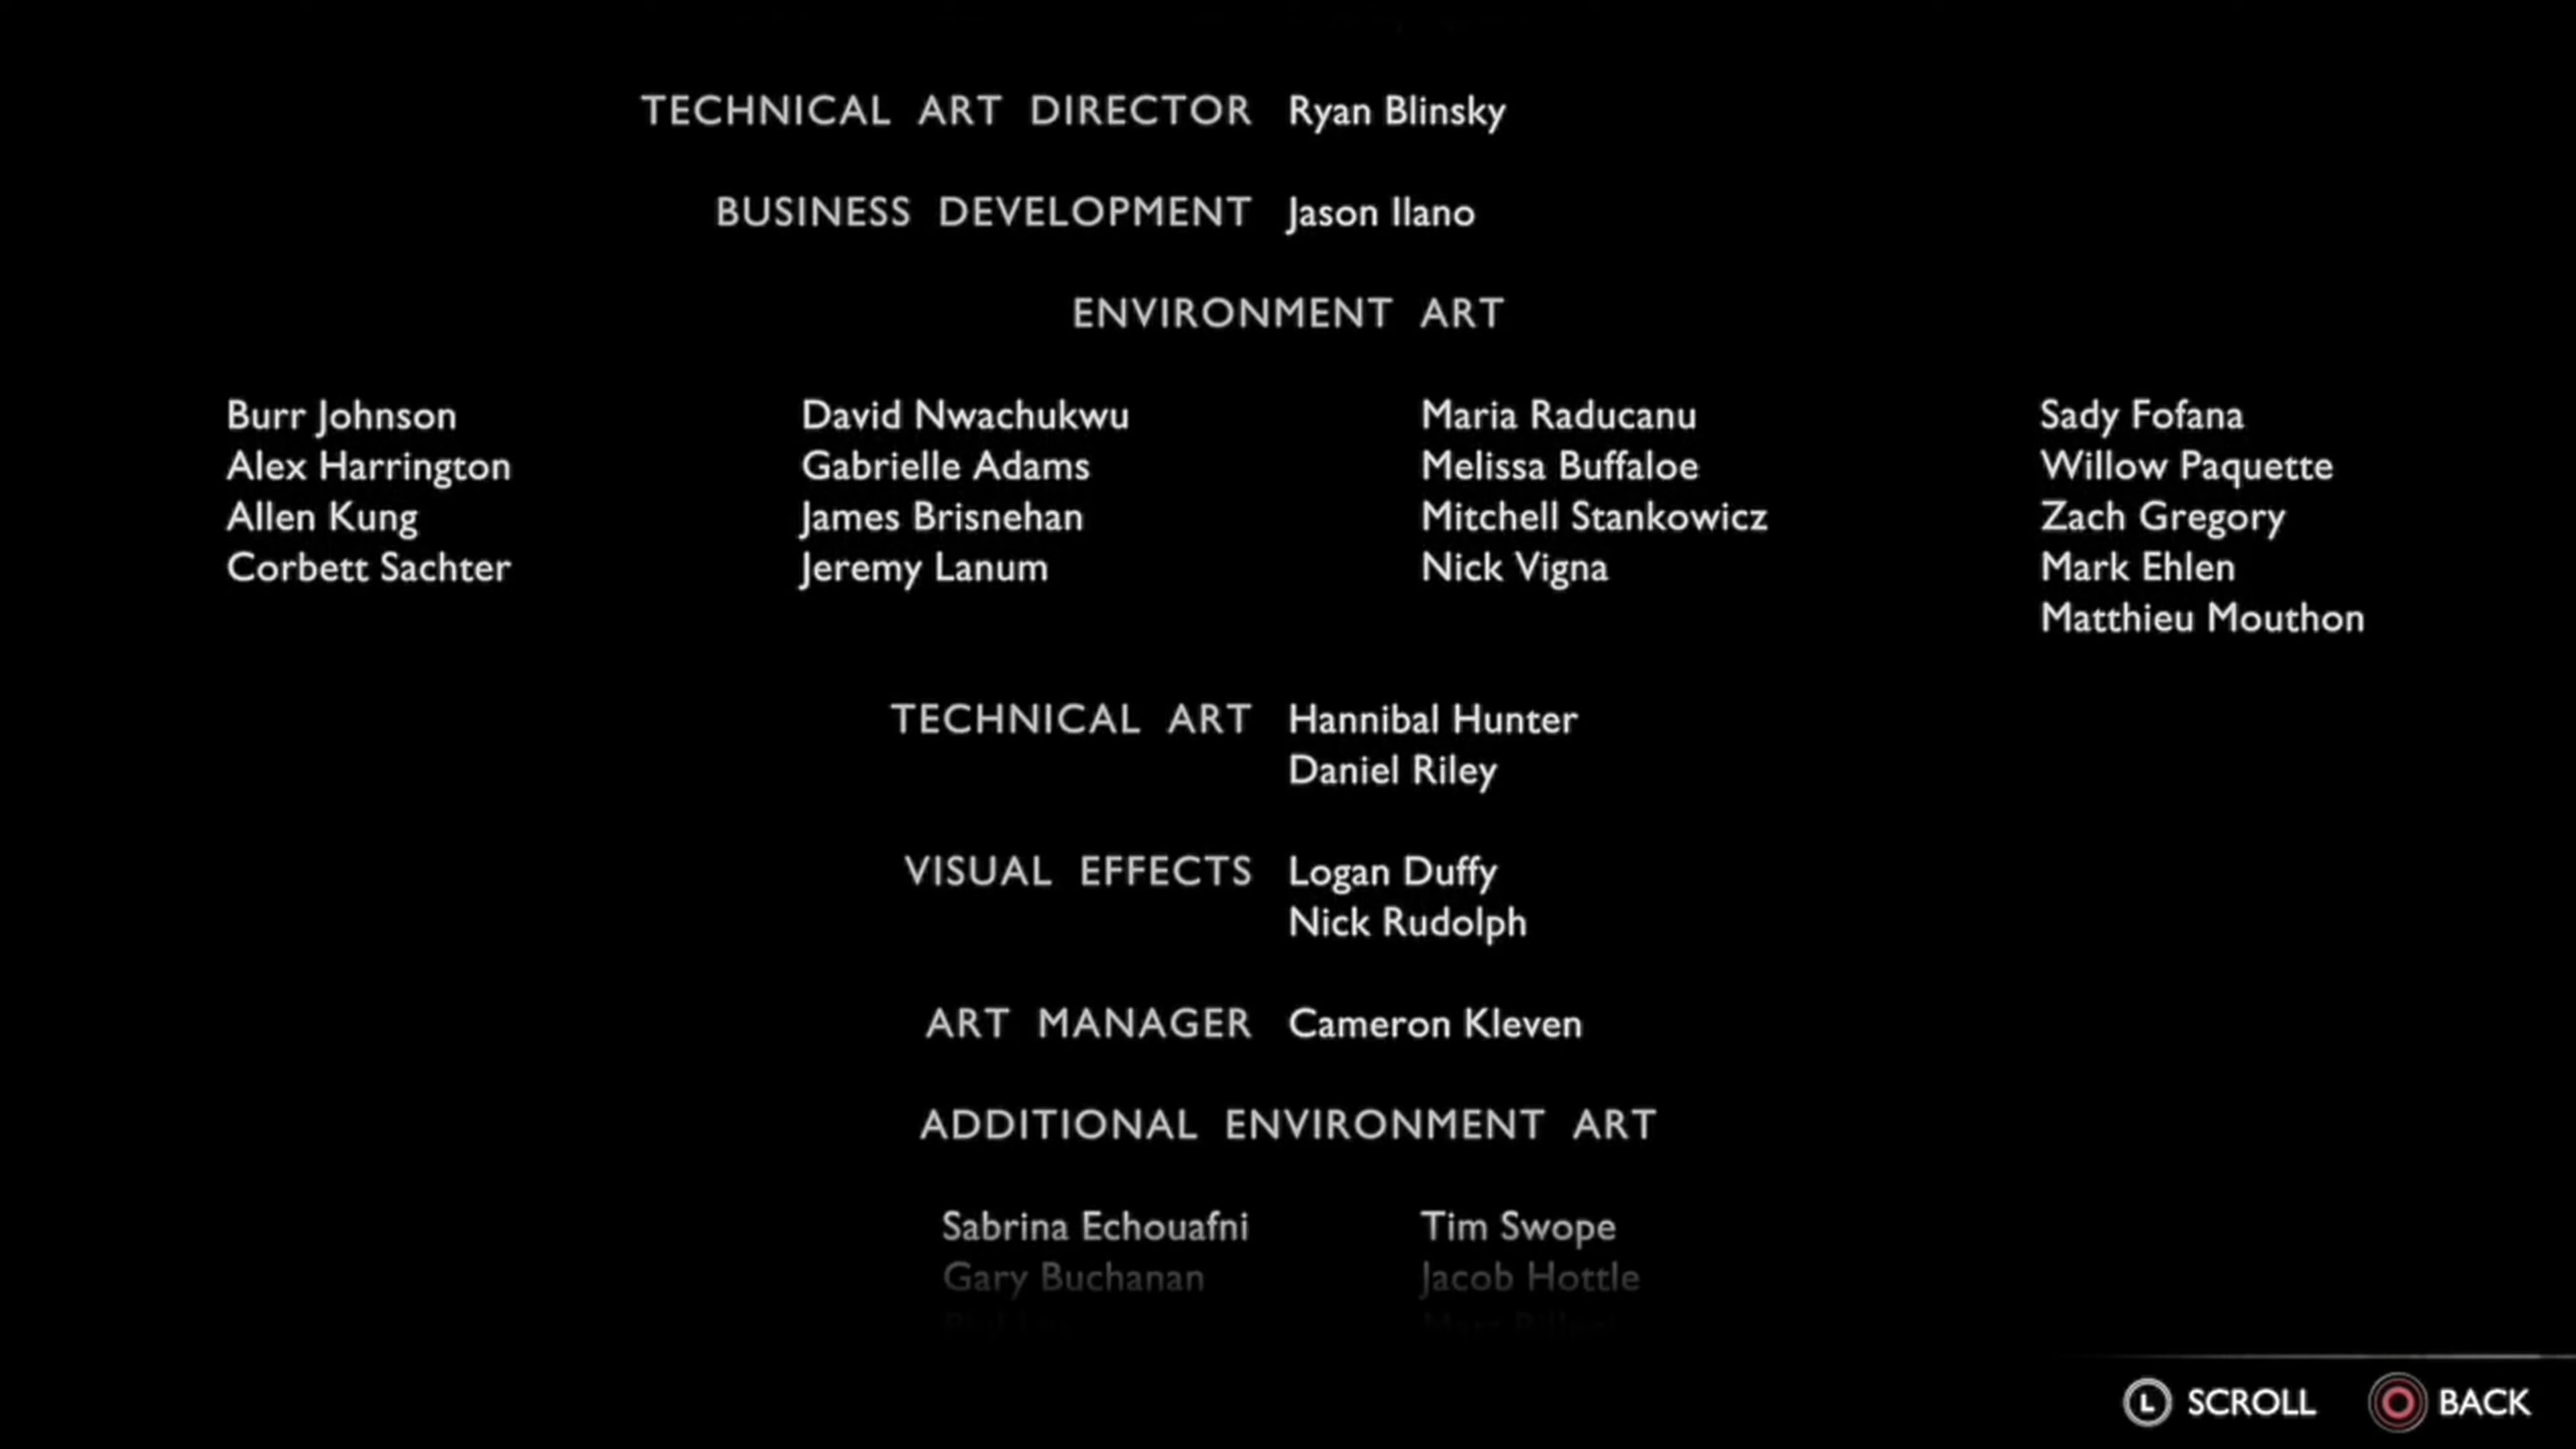 TECHNICAL ART DIRECTOR Ryan Blinsky
BUSINESS DEVELOPMENT Jason Ilano
ENVIRONMENT ART
Burr Johnson David Nwachukwu Maria Raducanu Sady Fofana
Alex Harrington Gabrielle Adams Melissa Buffaloe Willow Paquette
Allen Kung James Brisnehan Mitchell Stankowicz Zach Gregory
Corbett Sachter Jeremy Lanum Nick Vigna Mark Ehlen
Matthieu Mouthon
TECHNICAL ART Hannibal Hunter
Daniel Riley
VISUAL EFFECTS Logan Duffy
Nick Rudolph
ART MANAGER Cameron Kleven
ADDITIONAL ENVIRONMENT ART
Sabrina Echouafni Tim Swope
Gary Buchanan Jacob Hottle
L SCROLL BACK